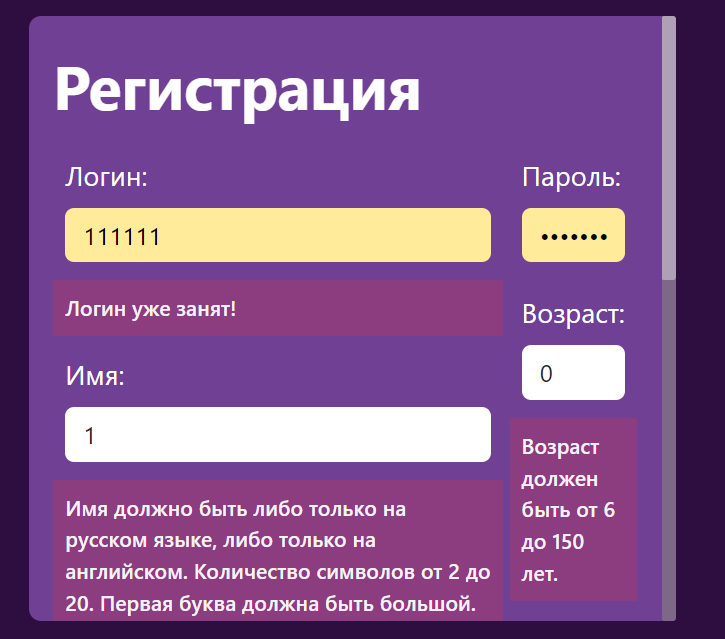 Регистрация
Логин:
111111
Логин уже занят!
Имя:
1
Имя должно быть либо только на
русском языке, либо только на
английском. Количество символов от 2 до
20. Первая буква должна быть большой.
Пароль:
•••••••
Возраст:
0
Возраст
должен
быть от 6
до 150
лет.